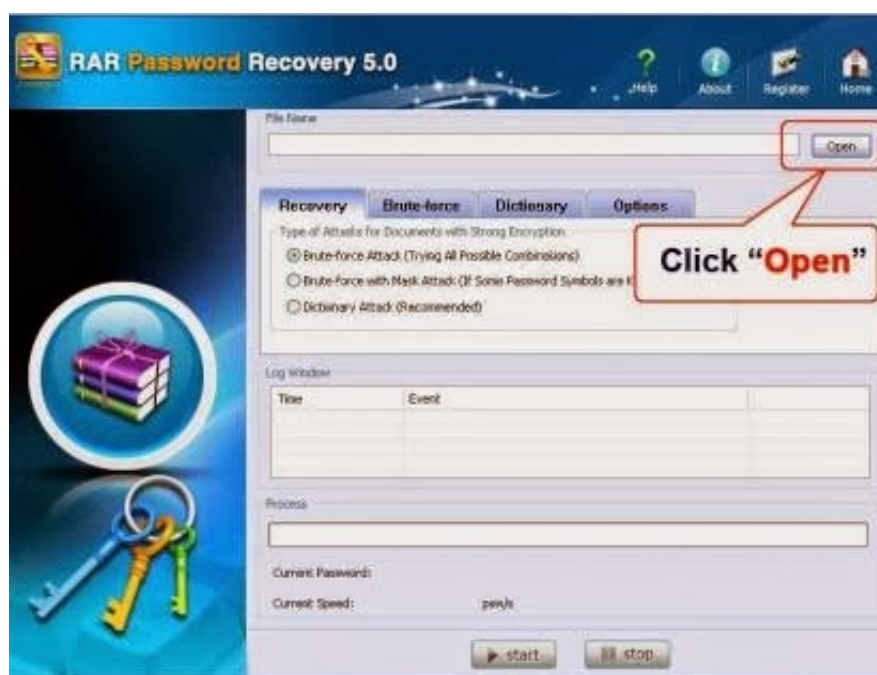 RAR Password Recovery 5.0
Help
About
Register
Home
File Name
Open
Recovery
Brute-force
Dictionary
Options
Click “Open”
Type of Attacks for Documents with Strong Encryption
Brute-force Attack (Trying All Possible Combinations)
Brute-force with Mask Attack (If Some Password Symbols are
Dictionary Attack (Recommended)
Log Window
Time
Event
Process
Current Password:
Current Speed:
psw/s
start
stop